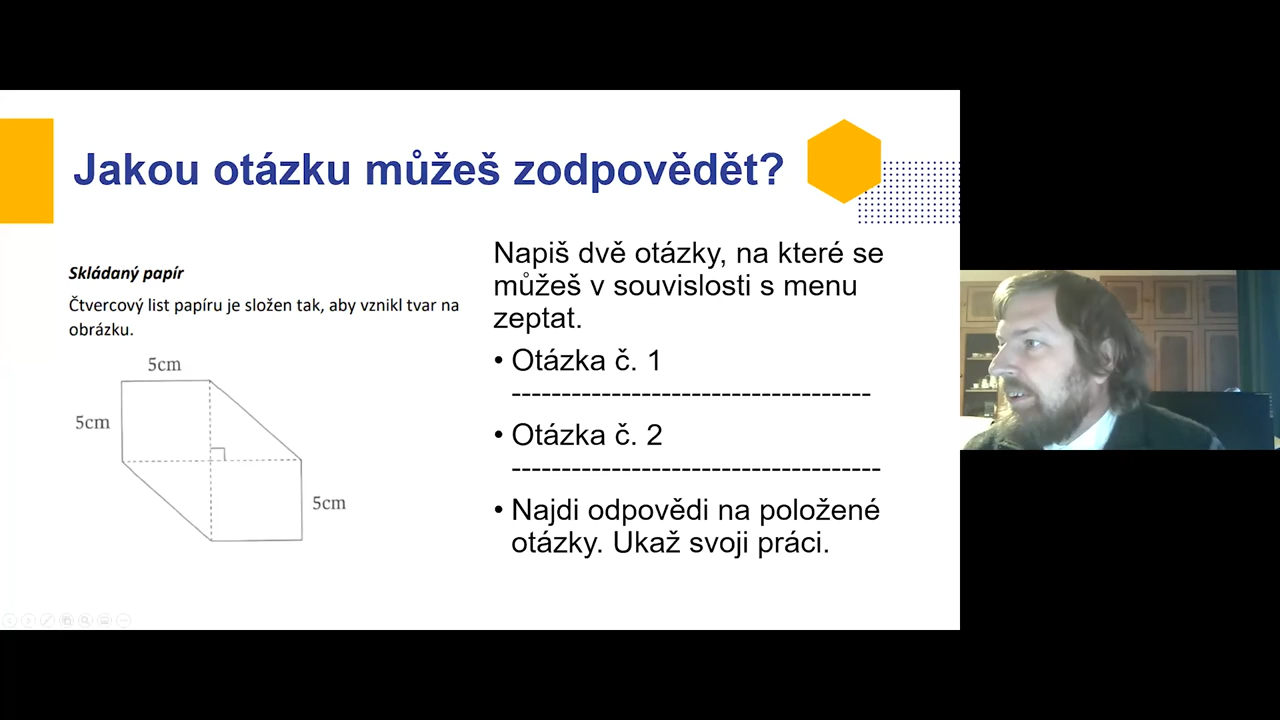 Jakou otázku můžeš zodpovědět?
Skládaný papír
Čtvercový list papíru je složen tak, aby vznikl tvar na
obrázku.
5cm
5cm
5cm
Napiš dvě otázky, na které se
můžeš v souvislosti s menu
zeptat.
• Otázka č. 1
------------------------------------
• Otázka č. 2
-------------------------------------
• Najdi odpovědi na položené
otázky. Ukaž svoji práci.